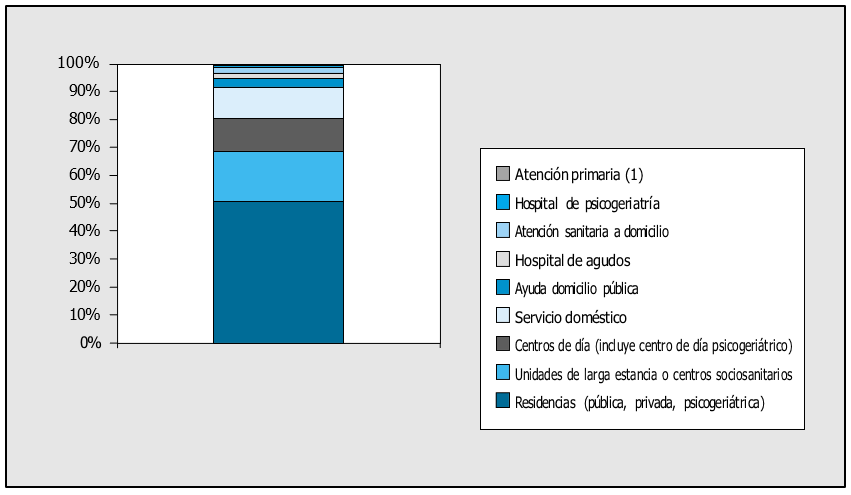 100%
90%
80%
70%
60%
50%
40%
30%
20%
10%
0%
Atención primaria (1)
Hospital de psicogeriatría
Atención sanitaria a domicilio
Hospital de agudos
Ayuda domicilio pública
Servicio doméstico
Centros de día (incluye centro de día psicogeriátrico)
Unidades de larga estancia o centros sociosanitarios
Residencias (pública, privada, psicogeriátrica)